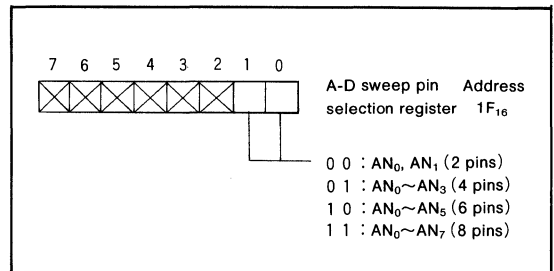 7 6 5 4 3 2 1 0
A-D sweep pin Address
selection register 1F₁₆
0 0 : AN₀, AN₁ (2 pins)
0 1 : AN₀～AN₃ (4 pins)
1 0 : AN₀～AN₅ (6 pins)
1 1 : AN₀～AN₇ (8 pins)